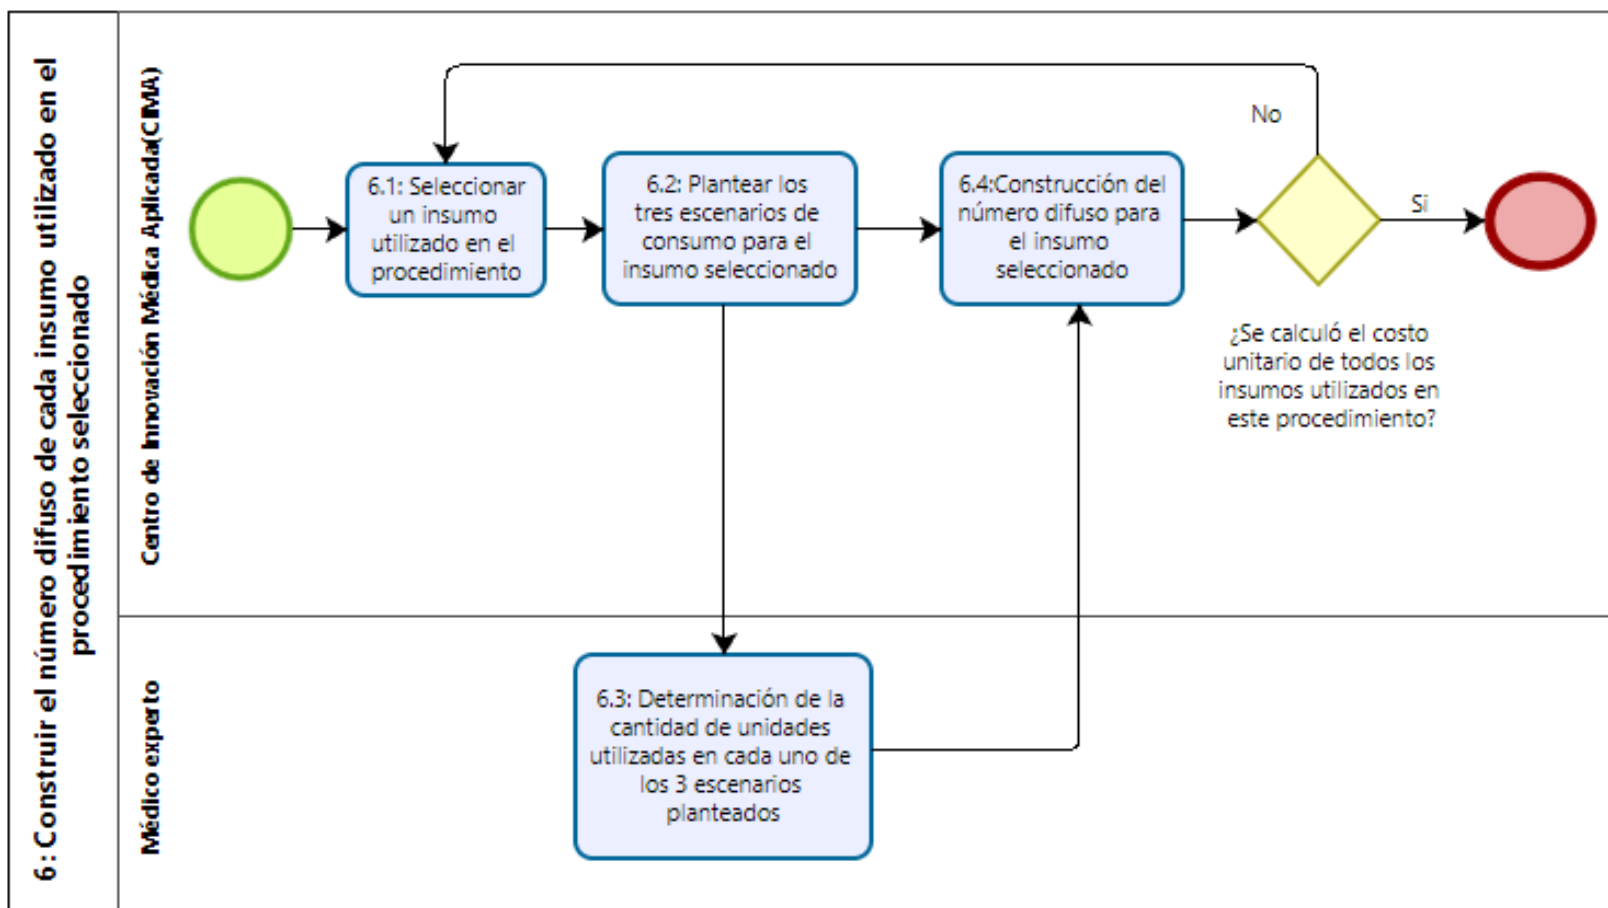 6: Construir el número difuso de cada insumo utilizado en el
procedimiento seleccionado
Centro de Innovación Médica Aplicada(CIMA)
6.1: Seleccionar
un insumo
utilizado en el
procedimiento
6.2: Plantear los
tres escenarios de
consumo para el
insumo seleccionado
6.4:Construcción del
número difuso para
el insumo
seleccionado
No
Si
¿Se calculó el costo
unitario de todos los
insumos utilizados en
este procedimiento?
Médico experto
6.3: Determinación de la
cantidad de unidades
utilizadas en cada uno de
los 3 escenarios
planteados